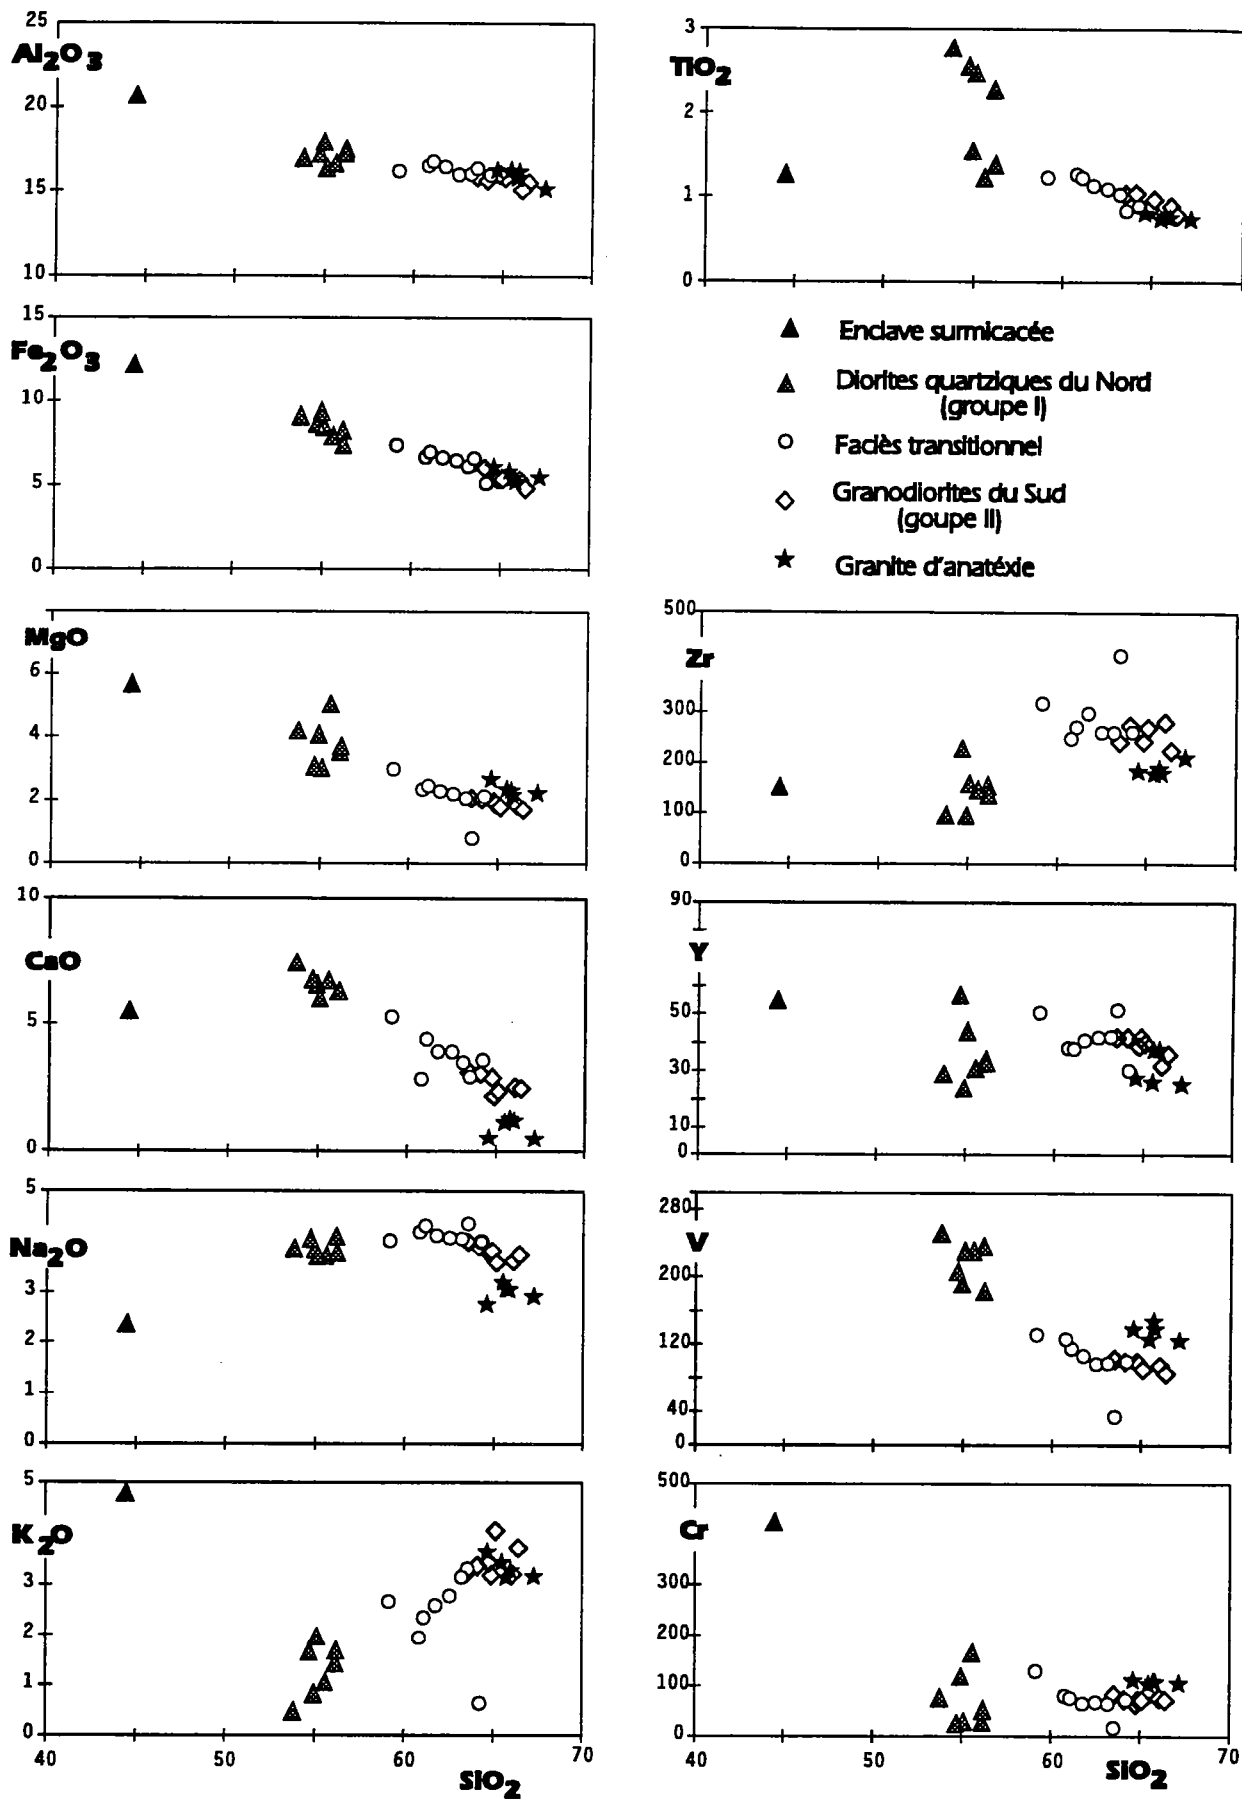 Al2O3
25
20
15
10
TiO2
3
2
1
0
Fe2O3
15
10
5
0
Enclave surmicacée
Diorites quartziques du Nord
(groupe I)
Faciès transitionnel
Granodiorites du Sud
(goupe II)
Granite d'anatéxie
MgO
6
4
2
0
Zr
500
300
200
100
0
CaO
10
5
0
Y
90
50
30
10
0
Na2O
5
3
2
1
0
V
280
200
120
40
0
K2O
5
3
2
1
0
40
50
60
70
SiO2
Cr
500
300
200
100
0
40
50
60
70
SiO2